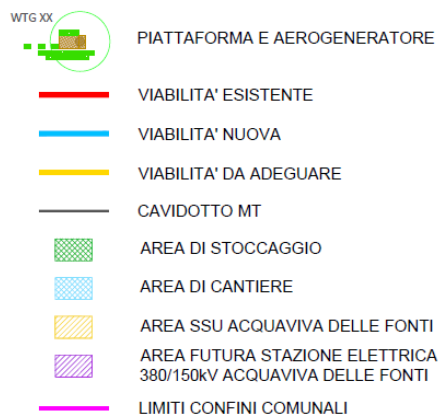 WTG XX
PIATTAFORMA E AEROGENERATORE
VIABILITA' ESISTENTE
VIABILITA' NUOVA
VIABILITA' DA ADEGUARE
CAVIDOTTO MT
AREA DI STOCCAGGIO
AREA DI CANTIERE
AREA SSU ACQUAVIVA DELLE FONTI
AREA FUTURA STAZIONE ELETTRICA
380/150kV ACQUAVIVA DELLE FONTI
LIMITI CONFINI COMUNALI